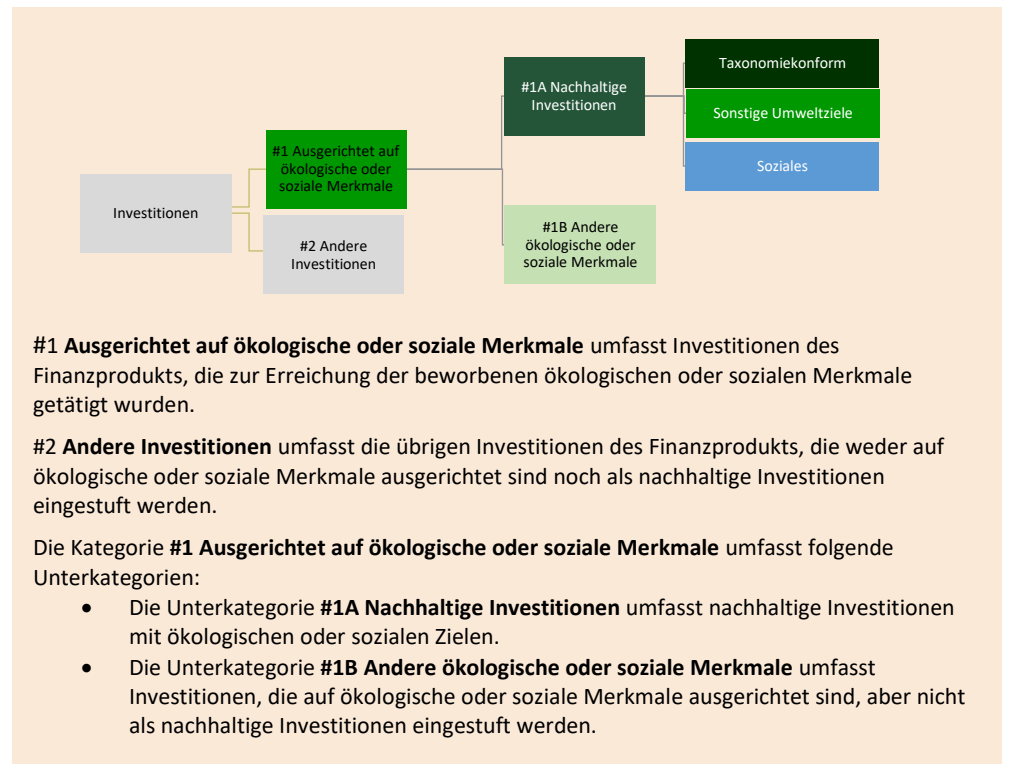 Taxonomiekonform
#1A Nachhaltige
Investitionen
Sonstige Umweltziele
#1 Ausgerichtet auf
ökologische oder
soziale Merkmale
Soziales
Investitionen
#1B Andere
ökologische oder
soziale Merkmale
#2 Andere
Investitionen
#1 Ausgerichtet auf ökologische oder soziale Merkmale umfasst Investitionen des
Finanzprodukts, die zur Erreichung der beworbenen ökologischen oder sozialen Merkmale
getätigt wurden.
#2 Andere Investitionen umfasst die übrigen Investitionen des Finanzprodukts, die weder auf
ökologische oder soziale Merkmale ausgerichtet sind noch als nachhaltige Investitionen
eingestuft werden.
Die Kategorie #1 Ausgerichtet auf ökologische oder soziale Merkmale umfasst folgende
Unterkategorien:
• Die Unterkategorie #1A Nachhaltige Investitionen umfasst nachhaltige Investitionen
mit ökologischen oder sozialen Zielen.
• Die Unterkategorie #1B Andere ökologische oder soziale Merkmale umfasst
Investitionen, die auf ökologische oder soziale Merkmale ausgerichtet sind, aber nicht
als nachhaltige Investitionen eingestuft werden.